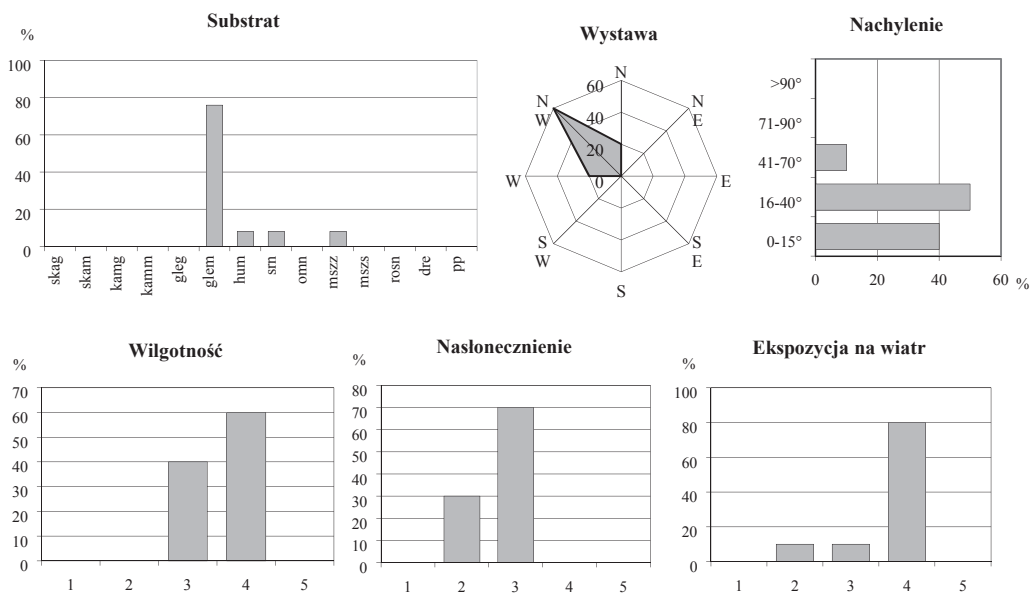 Substrat
%
100
80
60
40
20
0
skag
skam
kamg
kamm
gleg
glem
hum
srn
omn
mszz
mszs
rosn
dre
pp
Wystawa
N
N
E
E
S
E
S
S
W
W
N
W
60
40
20
0
Nachylenie
>90°
71-90°
41-70°
16-40°
0-15°
0 20 40 60 %
Wilgotność
%
70
60
50
40
30
20
10
0
1 2 3 4 5
Nasłonecznienie
%
80
70
60
50
40
30
20
10
0
1 2 3 4 5
Ekspozycja na wiatr
%
100
80
60
40
20
0
1 2 3 4 5